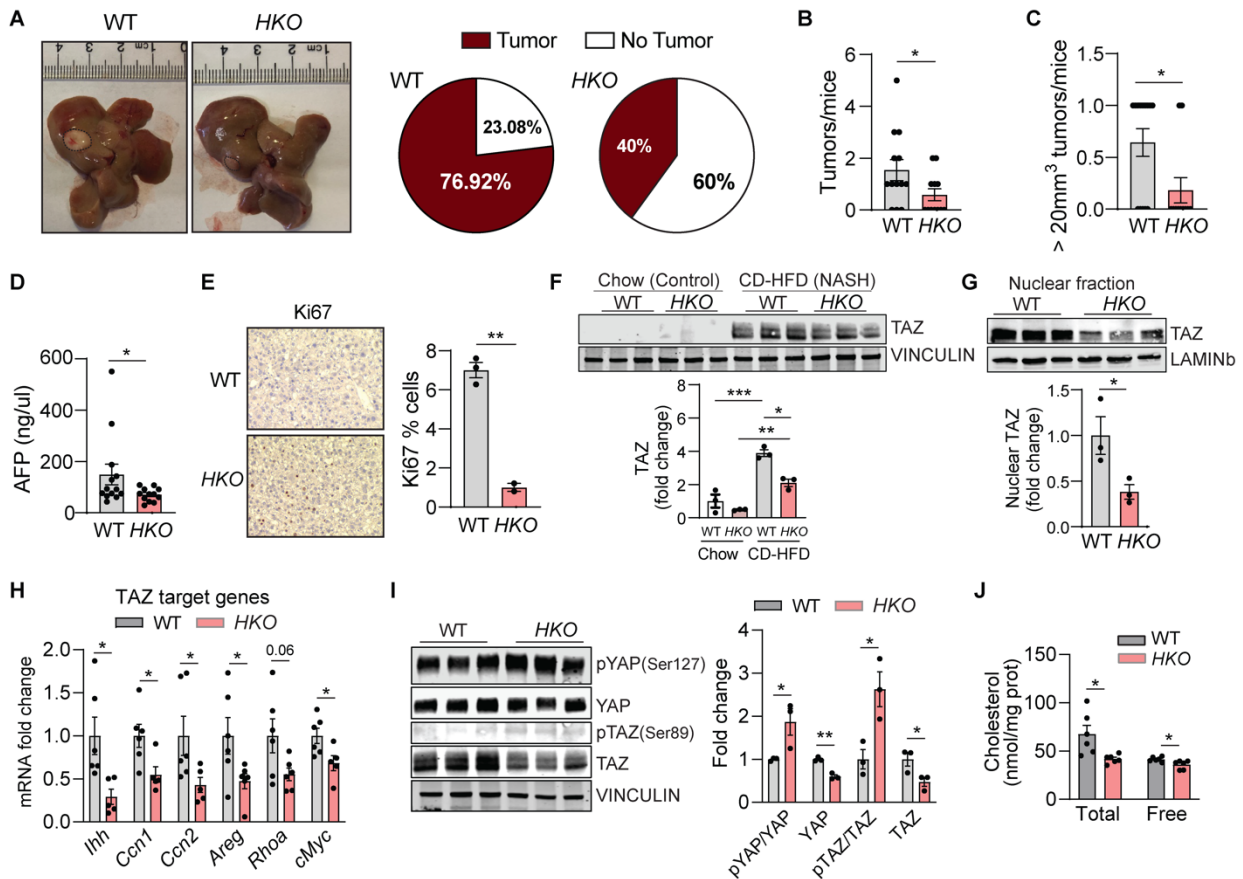 A
WT
HKO
4 3 2 1cm
4 3 2 1cm
Tumor
No Tumor
WT
23.08%
76.92%
HKO
40%
60%
B
*
6
4
2
0
Tumors/mice
WT HKO
C
*
1.0
0.5
0.0
> 20mm³ tumors/mice
WT HKO
D
*
600
400
200
0
AFP (ng/ul)
WT HKO
E
Ki67
WT
HKO
**
8
6
4
2
0
Ki67 % cells
WT HKO
F
Chow (Control)
CD-HFD (NASH)
WT HKO WT HKO
TAZ
VINCULIN
***
*
**
6
4
2
0
TAZ
(fold change)
WT HKO WT HKO
Chow CD-HFD
G
Nuclear fraction
WT HKO
TAZ
LAMINb
*
1.5
1.0
0.5
0.0
Nuclear TAZ
(fold change)
WT HKO
H
TAZ target genes
WT HKO
* * * * 0.06 *
2.0
1.5
1.0
0.5
0.0
mRNA fold change
Ihh Ccn1 Ccn2 Areg Rhoa cMyc
I
WT HKO
pYAP(Ser127)
YAP
pTAZ(Ser89)
TAZ
VINCULIN
WT HKO
* ** * *
4
3
2
1
0
Fold change
pYAP/YAP YAP pTAZ/TAZ TAZ
J
WT
HKO
* *
150
100
50
0
Cholesterol
(nmol/mg prot)
Total Free